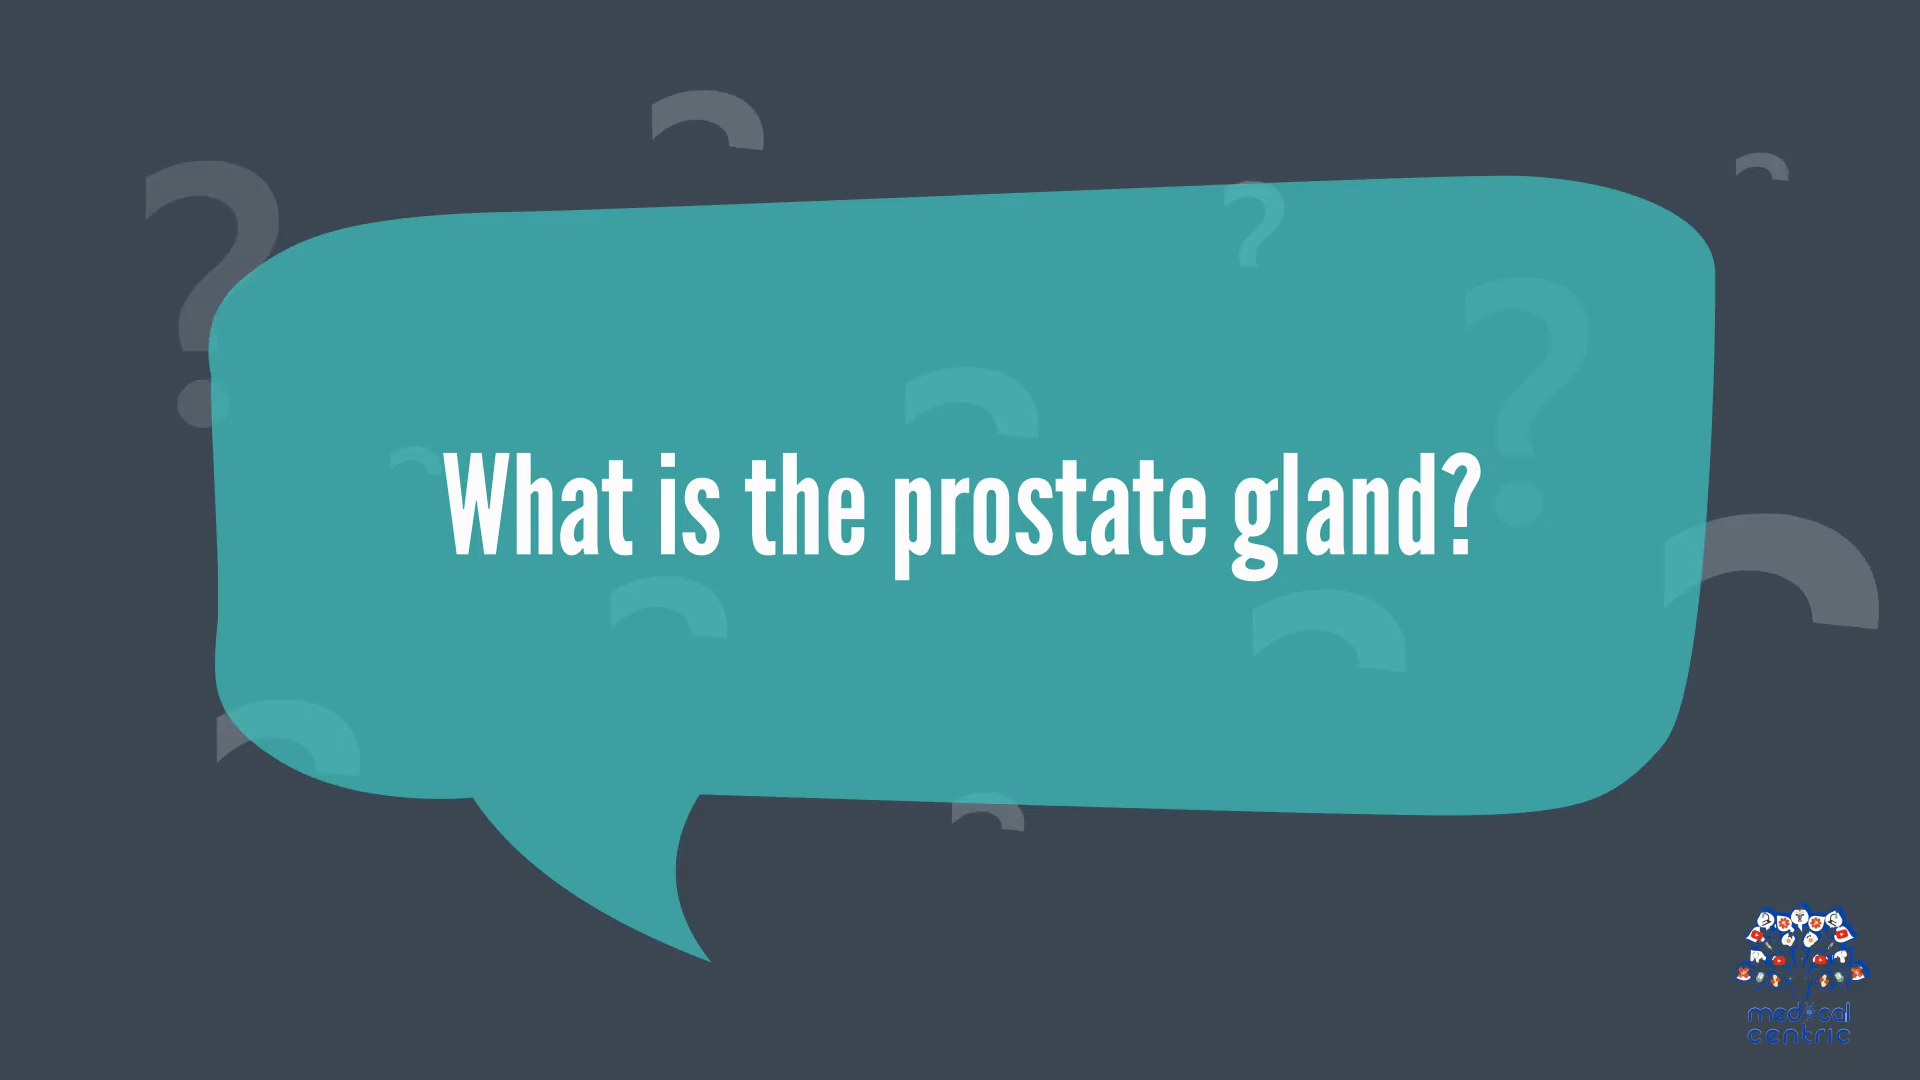 What is the prostate gland?
medical
centric